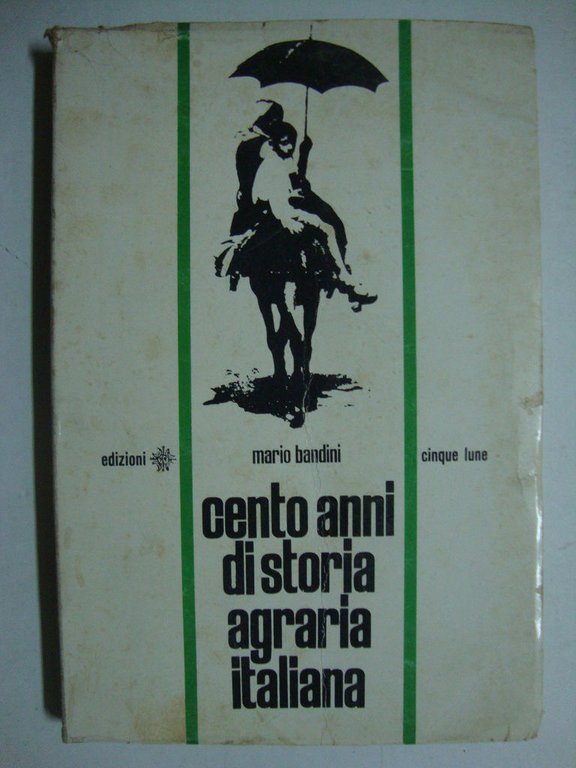 edizioni mario bandini cinque lune
cento anni
di storia
agraria
italiana